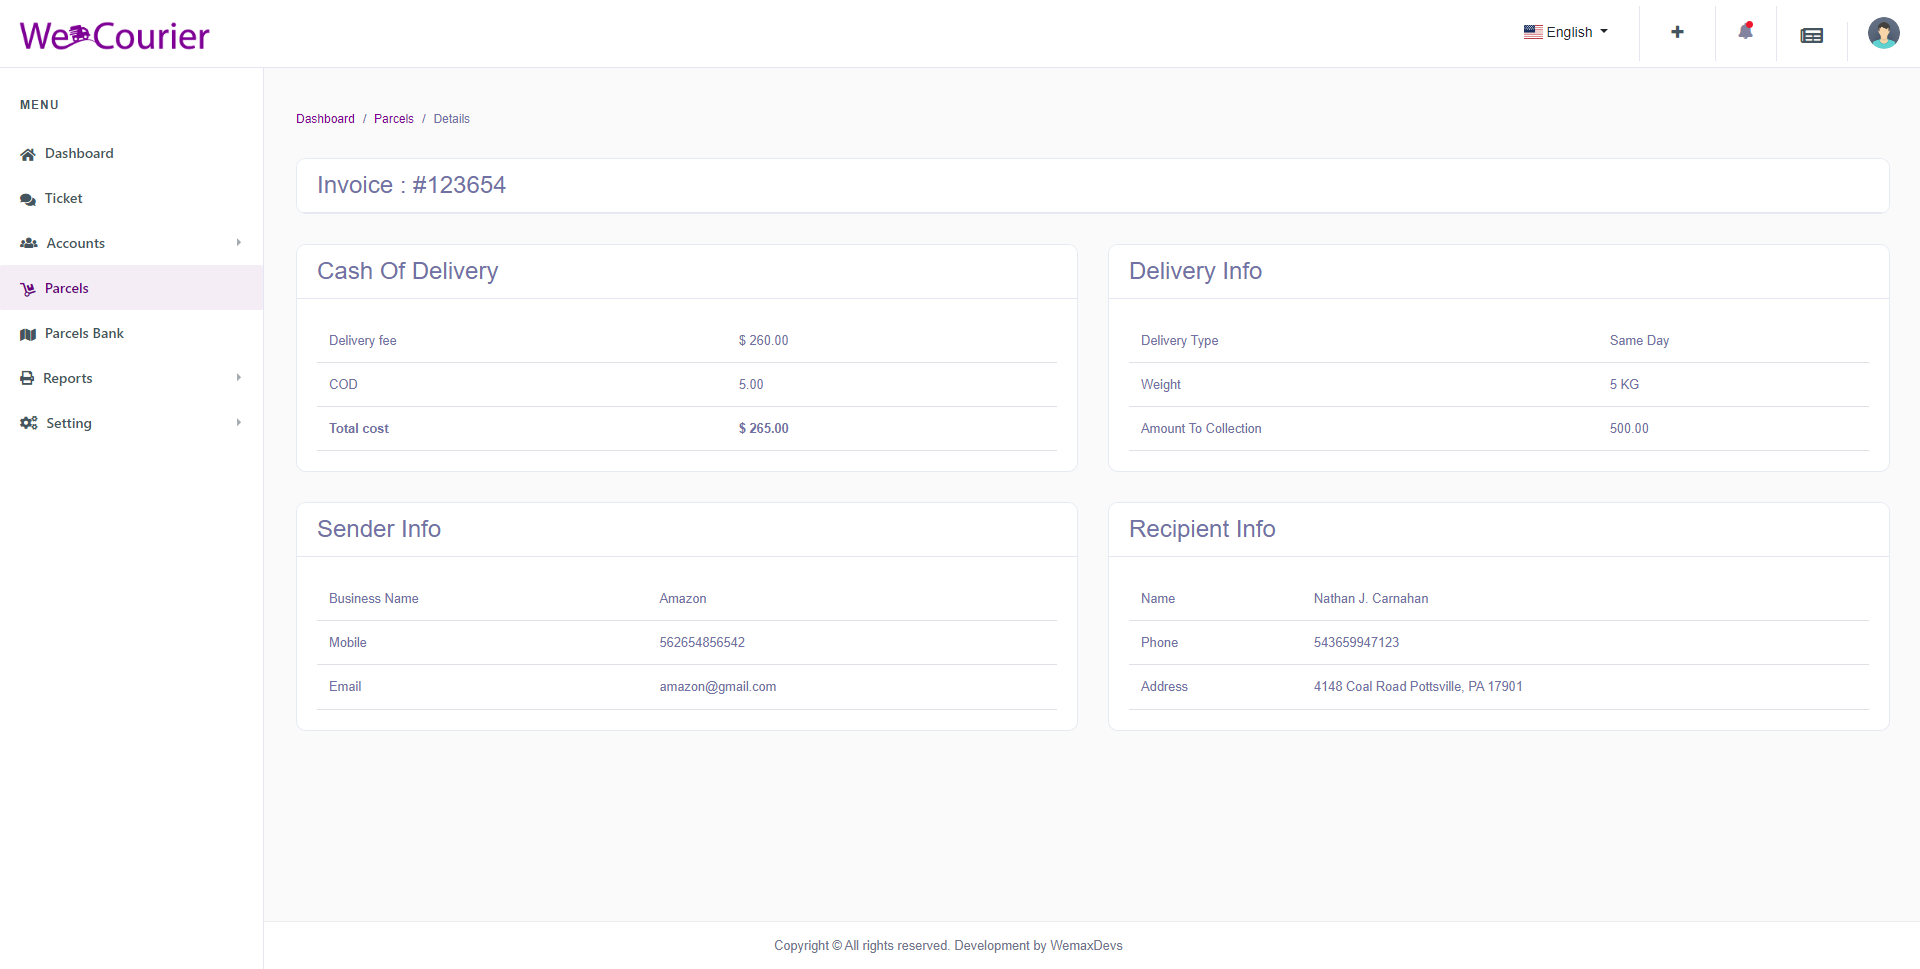 We Courier
English
MENU
Dashboard
Ticket
Accounts
Parcels
Parcels Bank
Reports
Setting
Dashboard / Parcels / Details
Invoice : #123654
Cash Of Delivery
Delivery fee $ 260.00
COD 5.00
Total cost $ 265.00
Delivery Info
Delivery Type Same Day
Weight 5 KG
Amount To Collection 500.00
Sender Info
Business Name Amazon
Mobile 562654856542
Email amazon@gmail.com
Recipient Info
Name Nathan J. Carnahan
Phone 543659947123
Address 4148 Coal Road Pottsville, PA 17901
Copyright © All rights reserved. Development by WemaxDevs